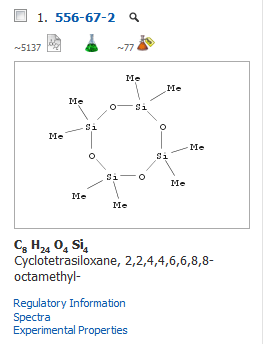 1. 556-67-2
~5137 ~77
Me Me
Me O Si
Me Si O
O Si Me
Si O Me
Me Me
C8 H24 O4 Si4
Cyclotetrasiloxane, 2,2,4,4,6,6,8,8-
octamethyl-
Regulatory Information
Spectra
Experimental Properties